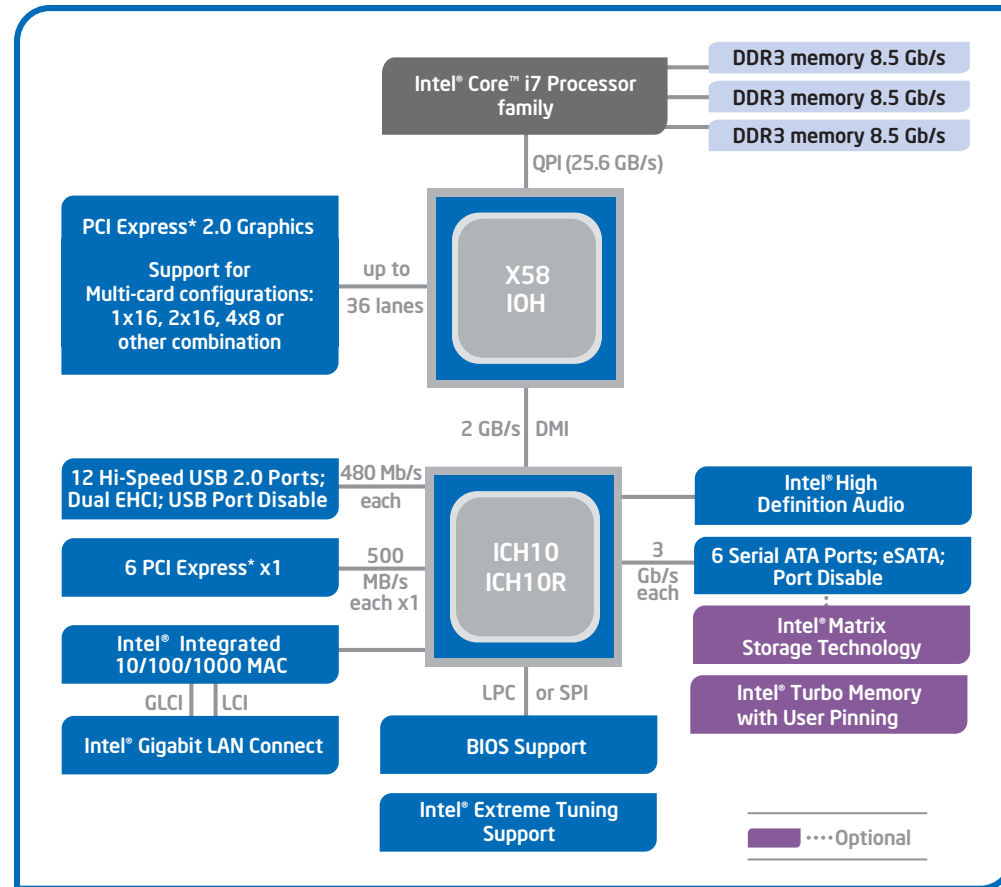 Intel® Core™ i7 Processor
family
DDR3 memory 8.5 Gb/s
DDR3 memory 8.5 Gb/s
DDR3 memory 8.5 Gb/s
QPI (25.6 GB/s)
PCI Express* 2.0 Graphics
Support for
Multi-card configurations:
1x16, 2x16, 4x8 or
other combination
up to
36 lanes
X58
IOH
2 GB/s DMI
12 Hi-Speed USB 2.0 Ports;
Dual EHCI; USB Port Disable
480 Mb/s
each
6 PCI Express* x1
500
MB/s
each x1
Intel® Integrated
10/100/1000 MAC
GLCI LCI
Intel® Gigabit LAN Connect
ICH10
ICH10R
Intel® High
Definition Audio
3
Gb/s
each
6 Serial ATA Ports; eSATA;
Port Disable
Intel® Matrix
Storage Technology
Intel® Turbo Memory
with User Pinning
LPC or SPI
BIOS Support
Intel® Extreme Tuning
Support
····Optional